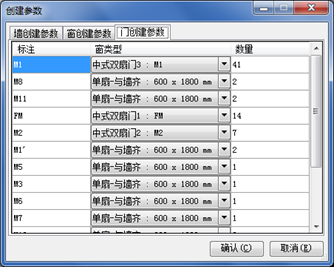 创建参数
墙创建参数 窗创建参数 门创建参数
标注 窗类型 数量
M1 中式双扇门3 : M1 41
M8 单扇-与墙齐 : 600 x 1800 mm 2
M11 单扇-与墙齐 : 600 x 1800 mm 2
FM 中式双扇门1 : FM 14
M2 中式双扇门2 : M2 7
M1' 单扇-与墙齐 : 600 x 1800 mm 2
M5 单扇-与墙齐 : 600 x 1800 mm 1
M3 单扇-与墙齐 : 600 x 1800 mm 1
M6 单扇-与墙齐 : 600 x 1800 mm 1
M7 单扇-与墙齐 : 600 x 1800 mm 1
确认(C) 取消(E)